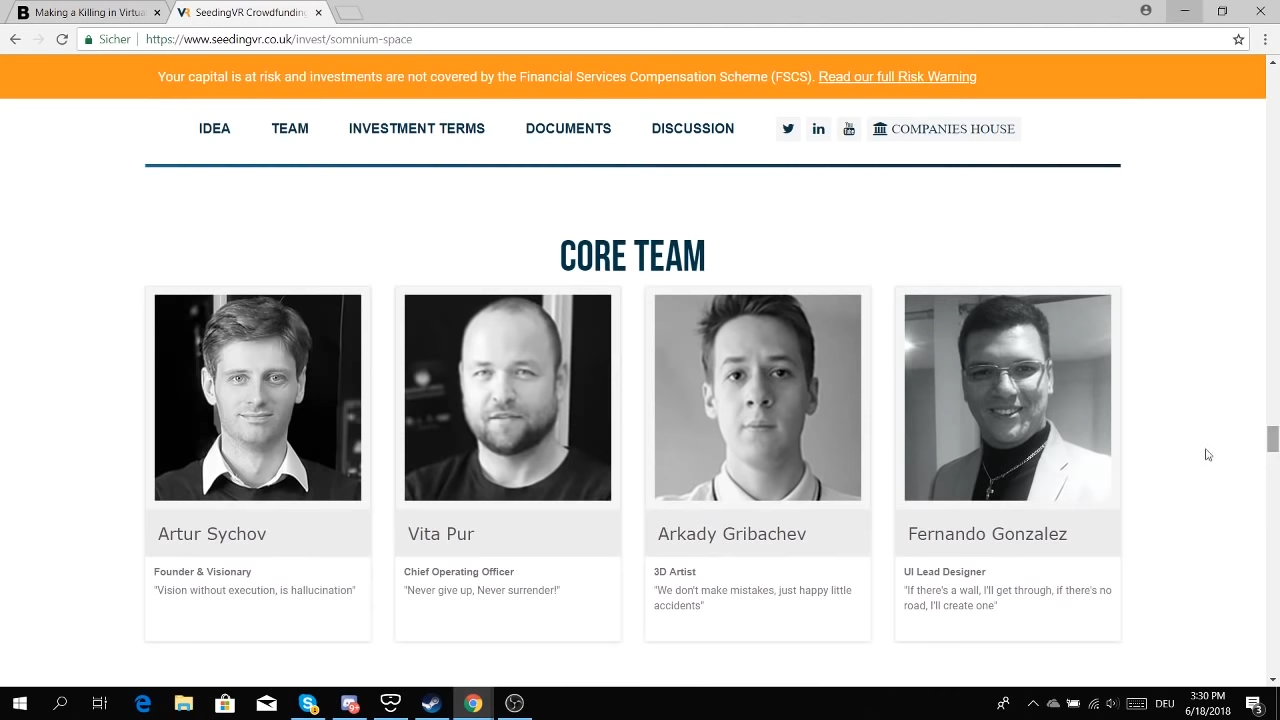 Making a Killing in Virtua
SeedingVR Crowdfunding
Sicher
https://www.seedingvr.co.uk/invest/somnium-space
Your capital is at risk and investments are not covered by the Financial Services Compensation Scheme (FSCS). Read our full Risk Warning
IDEA
TEAM
INVESTMENT TERMS
DOCUMENTS
DISCUSSION
COMPANIES HOUSE
CORE TEAM
Artur Sychov
Founder & Visionary
"Vision without execution, is hallucination"
Vita Pur
Chief Operating Officer
"Never give up, Never surrender!"
Arkady Gribachev
3D Artist
"We don't make mistakes, just happy little
accidents"
Fernando Gonzalez
UI Lead Designer
"If there's a wall, I'll get through, if there's no
road, I'll create one"
DEU
3:30 PM
6/18/2018